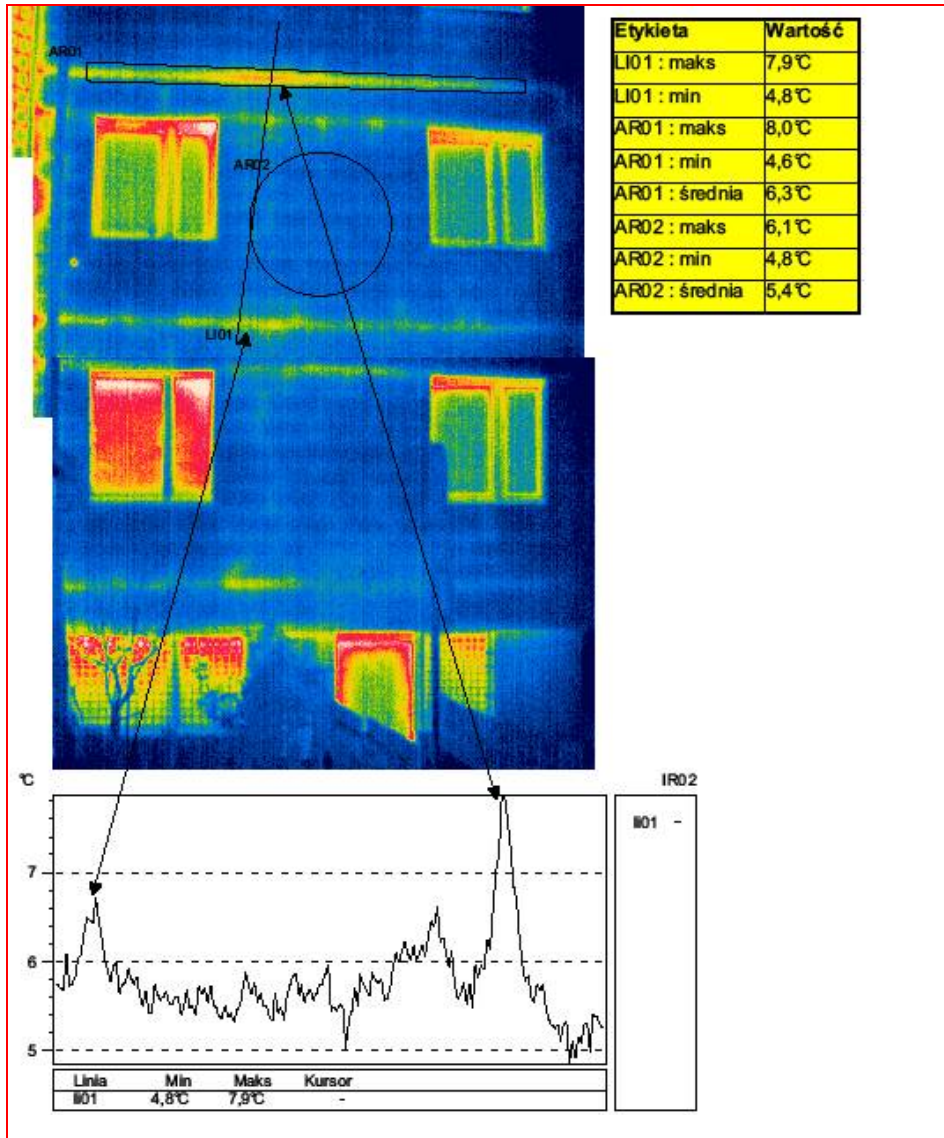 Etykieta Wartość
LI01 : maks 7,9°C
LI01 : min 4,8°C
AR01 : maks 8,0°C
AR01 : min 4,6°C
AR01 : średnia 6,3°C
AR02 : maks 6,1°C
AR02 : min 4,8°C
AR02 : średnia 5,4°C
AR01
AR02
LI01
°C IR02
li01 -
7
6
5
Linia Min Maks Kursor
li01 4,8°C 7,9°C -